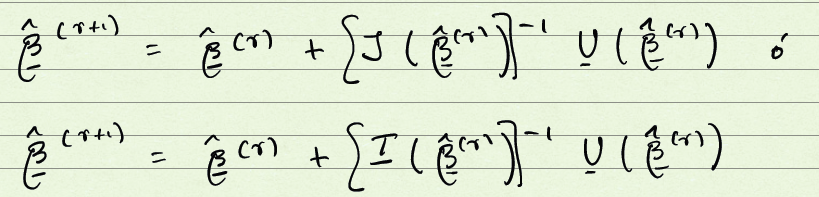 β̲̂^(r+1) = β̲̂^(r) + [J(β̲̂^(r))]^-1 U̲(β̲̂^(r)) ó
β̲̂^(r+1) = β̲̂^(r) + [I(β̲̂^(r))]^-1 U̲(β̲̂^(r))